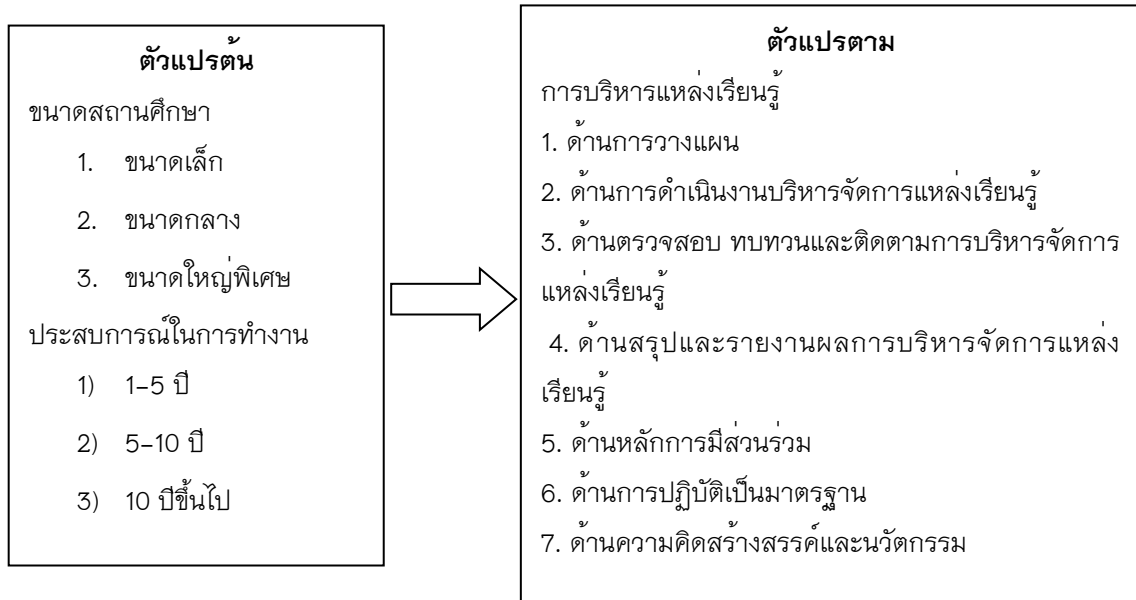 ตัวแปรต้น
ขนาดสถานศึกษา
1. ขนาดเล็ก
2. ขนาดกลาง
3. ขนาดใหญ่พิเศษ
ประสบการณ์ในการทำงาน
1) 1–5 ปี
2) 5–10 ปี
3) 10 ปีขึ้นไป
ตัวแปรตาม
การบริหารแหล่งเรียนรู้
1. ด้านการวางแผน
2. ด้านการดำเนินงานบริหารจัดการแหล่งเรียนรู้
3. ด้านตรวจสอบ ทบทวนและติดตามการบริหารจัดการ
แหล่งเรียนรู้
4. ด้านสรุปและรายงานผลการบริหารจัดการแหล่ง
เรียนรู้
5. ด้านหลักการมีส่วนร่วม
6. ด้านการปฏิบัติเป็นมาตรฐาน
7. ด้านความคิดสร้างสรรค์และนวัตกรรม